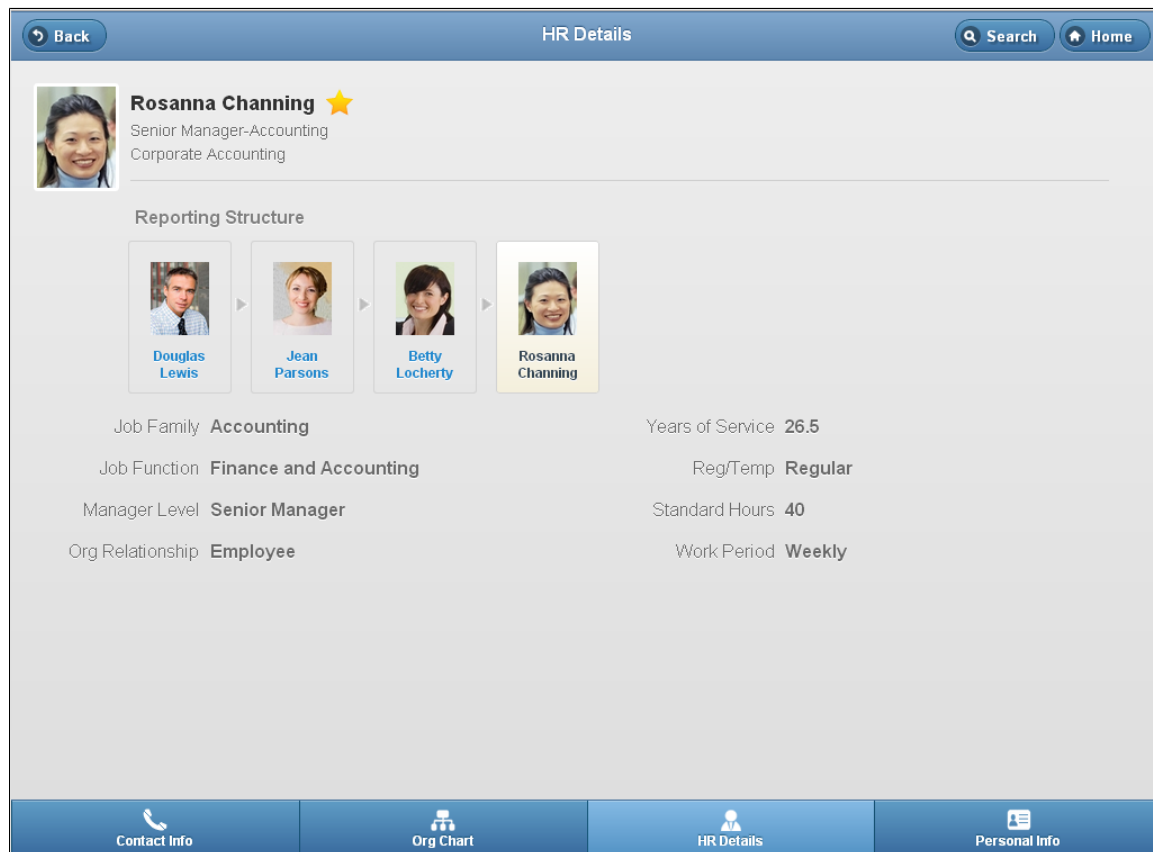 Back
HR Details
Search
Home
Rosanna Channing
Senior Manager-Accounting
Corporate Accounting
Reporting Structure
Douglas
Lewis
Jean
Parsons
Betty
Locherty
Rosanna
Channing
Job Family Accounting
Years of Service 26.5
Job Function Finance and Accounting
Reg/Temp Regular
Manager Level Senior Manager
Standard Hours 40
Org Relationship Employee
Work Period Weekly
Contact Info
Org Chart
HR Details
Personal Info